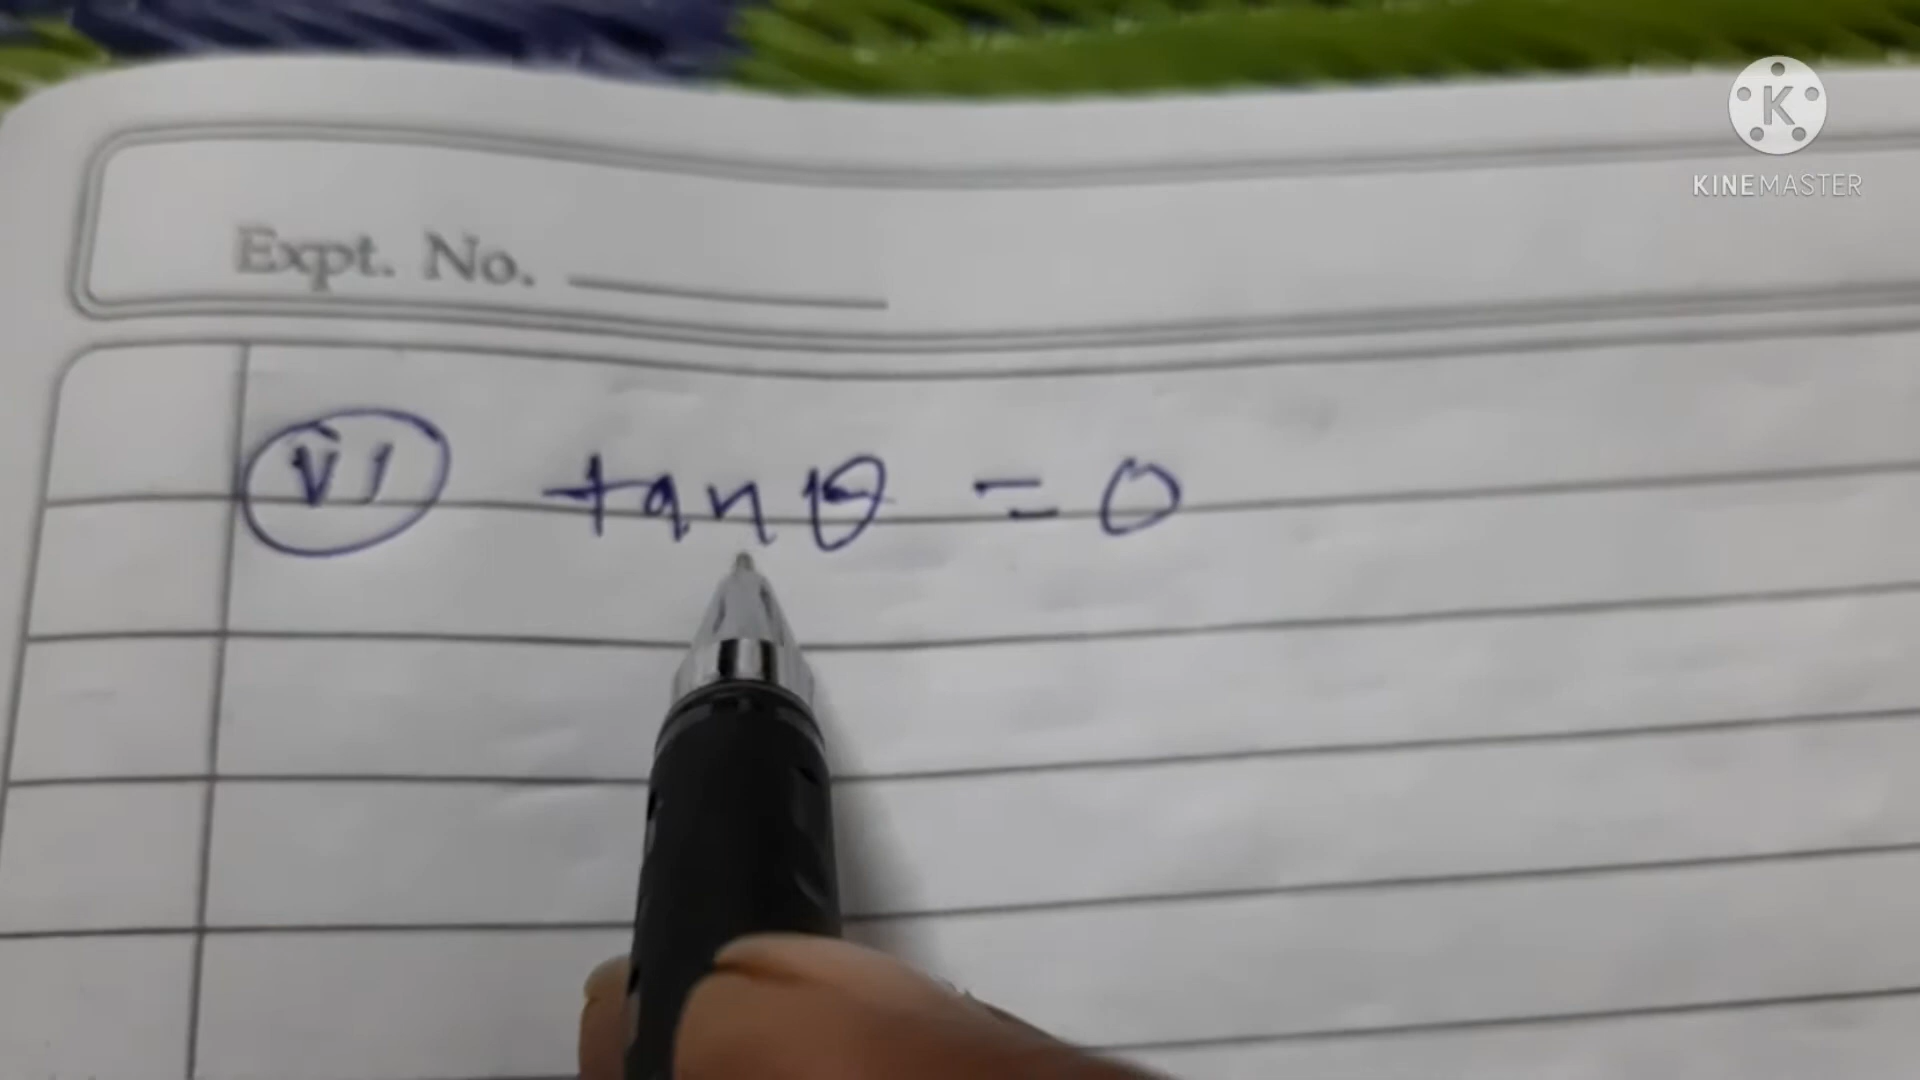 K
KINEMASTER
Expt. No.
VI tanθ = 0